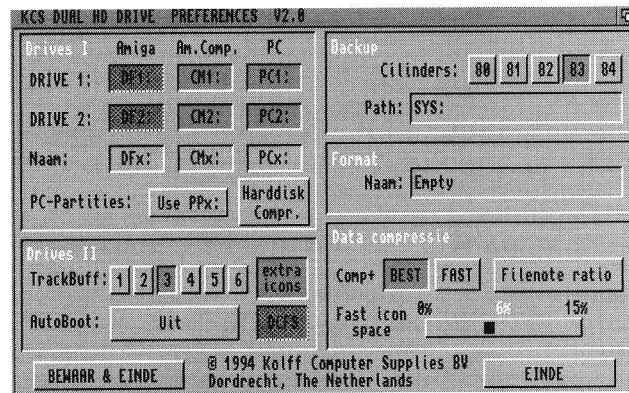 KCS DUAL HD DRIVE PREFERENCES V2.0
Drives I Amiga Am.Comp. PC
DRIVE 1: DF1: CM1: PC1:
DRIVE 2: DF2: CM2: PC2:
Naam: DFx: CMx: PCx:
PC-Partities: Use PPx: Harddisk Compr.
Drives II
TrackBuff: 1 2 3 4 5 6 extra icons
AutoBoot: Uit DCFS
Backup
Cilinders: 80 81 82 83 84
Path: SYS:
Format
Naam: Empty
Data compressie
Comp+ BEST FAST Filenote ratio
Fast icon space 0% 6% 15%
BEWAAR & EINDE
© 1994 Kolff Computer Supplies BV
Dordrecht, The Netherlands
EINDE